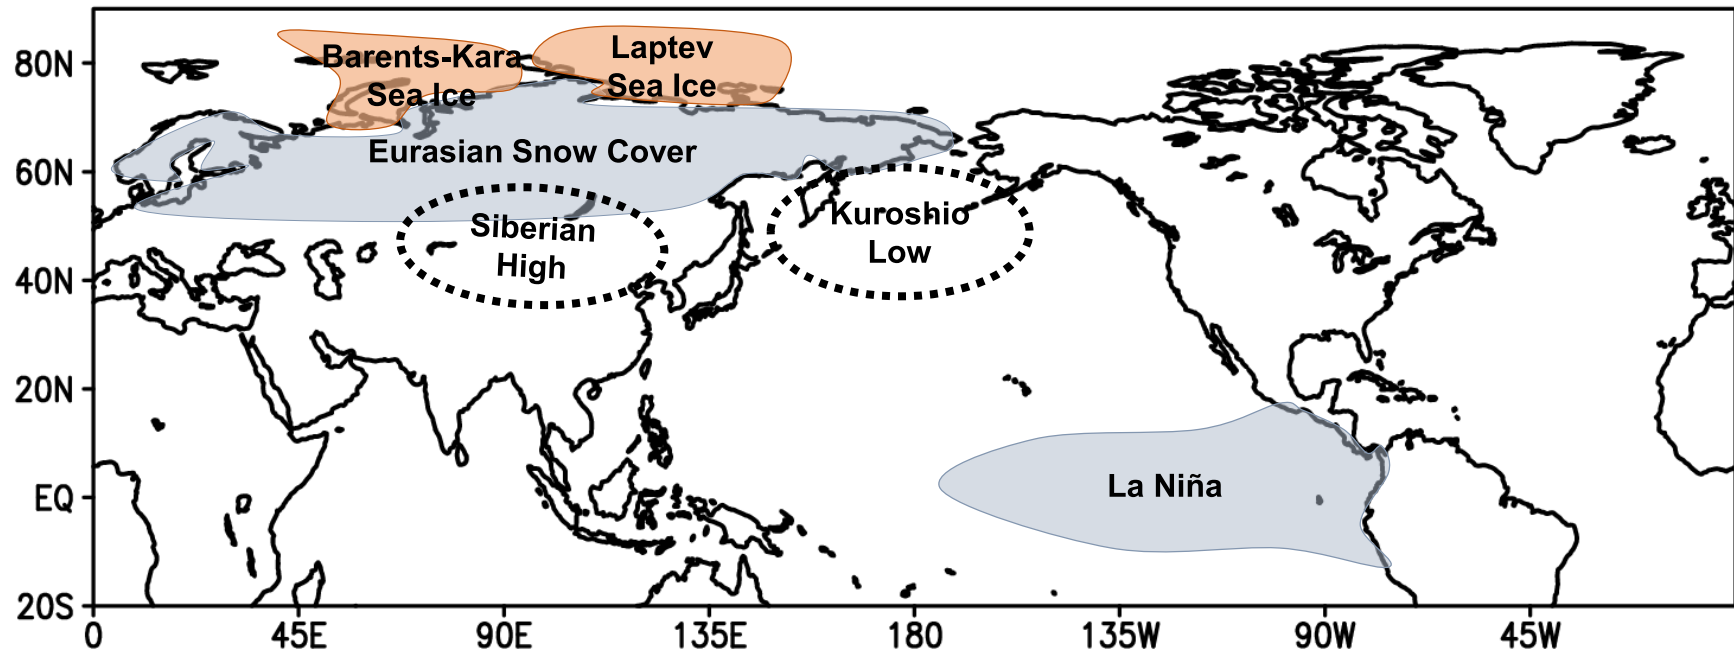 80N
60N
40N
20N
EQ
20S
Barents-Kara
Sea Ice
Laptev
Sea Ice
Eurasian Snow Cover
Siberian
High
Kuroshio
Low
La Niña
0 45E 90E 135E 180 135W 90W 45W